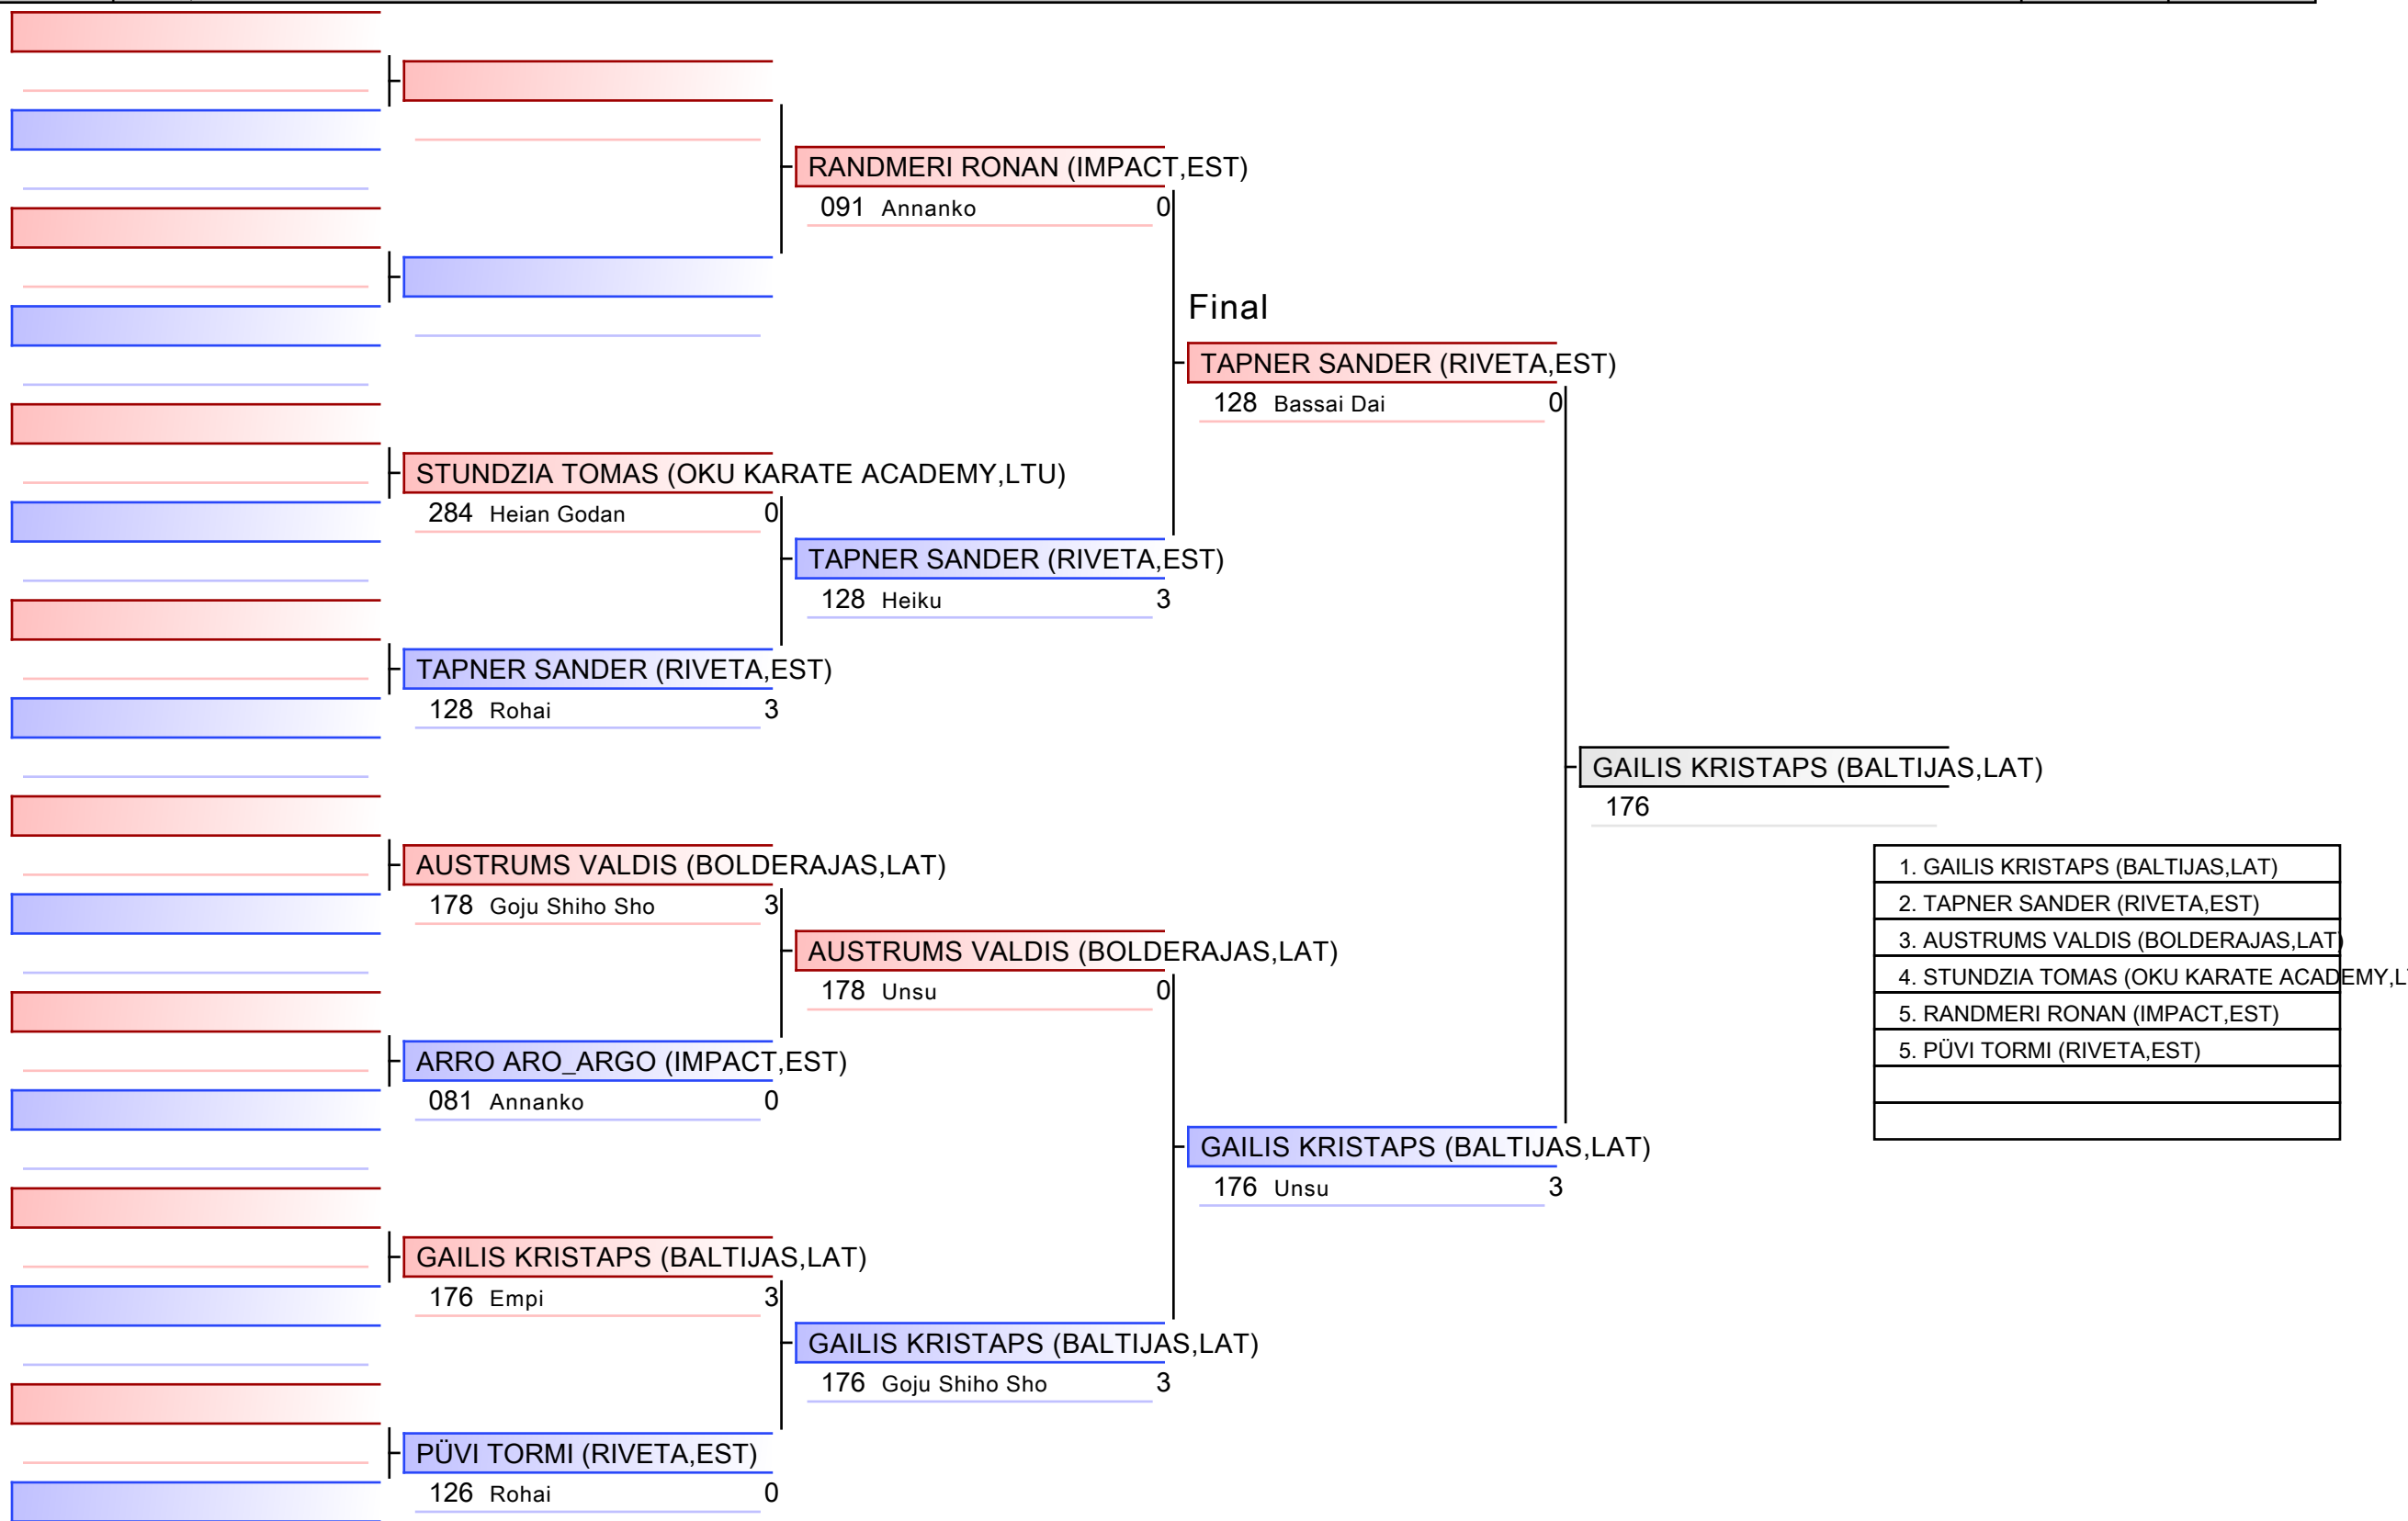 RANDMERI RONAN (IMPACT,EST)
091 Annanko 0
Final
TAPNER SANDER (RIVETA,EST)
128 Bassai Dai 0
STUNDZIA TOMAS (OKU KARATE ACADEMY,LTU)
284 Heian Godan 0
TAPNER SANDER (RIVETA,EST)
128 Heiku 3
TAPNER SANDER (RIVETA,EST)
128 Rohai 3
GAILIS KRISTAPS (BALTIJAS,LAT)
176
AUSTRUMS VALDIS (BOLDERAJAS,LAT)
178 Goju Shiho Sho 3
AUSTRUMS VALDIS (BOLDERAJAS,LAT)
178 Unsu 0
ARRO ARO_ARGO (IMPACT,EST)
081 Annanko 0
GAILIS KRISTAPS (BALTIJAS,LAT)
176 Unsu 3
GAILIS KRISTAPS (BALTIJAS,LAT)
176 Empi 3
GAILIS KRISTAPS (BALTIJAS,LAT)
176 Goju Shiho Sho 3
PÜVI TORMI (RIVETA,EST)
126 Rohai 0
1. GAILIS KRISTAPS (BALTIJAS,LAT)
2. TAPNER SANDER (RIVETA,EST)
3. AUSTRUMS VALDIS (BOLDERAJAS,LAT)
4. STUNDZIA TOMAS (OKU KARATE ACADEMY,L
5. RANDMERI RONAN (IMPACT,EST)
5. PÜVI TORMI (RIVETA,EST)